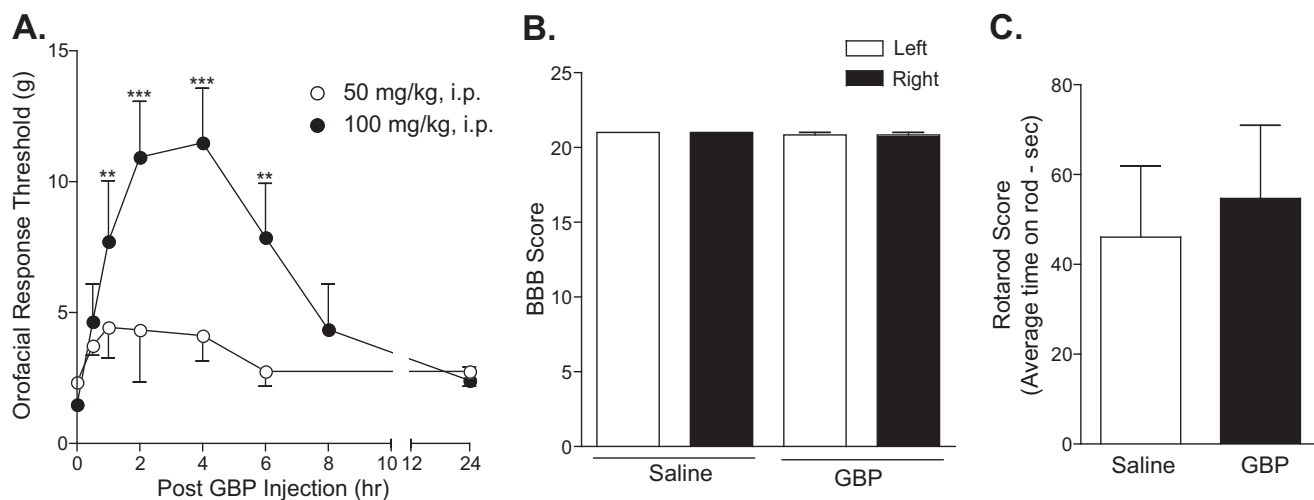 A.
15
10
5
0
Orofacial Response Threshold (g)
50 mg/kg, i.p.
100 mg/kg, i.p.
**
***
***
**
0 2 4 6 8 10 12 24
Post GBP Injection (hr)
B.
Left
Right
25
20
15
10
5
0
BBB Score
Saline GBP
C.
80
60
40
20
0
Rotarod Score
(Average time on rod - sec)
Saline GBP